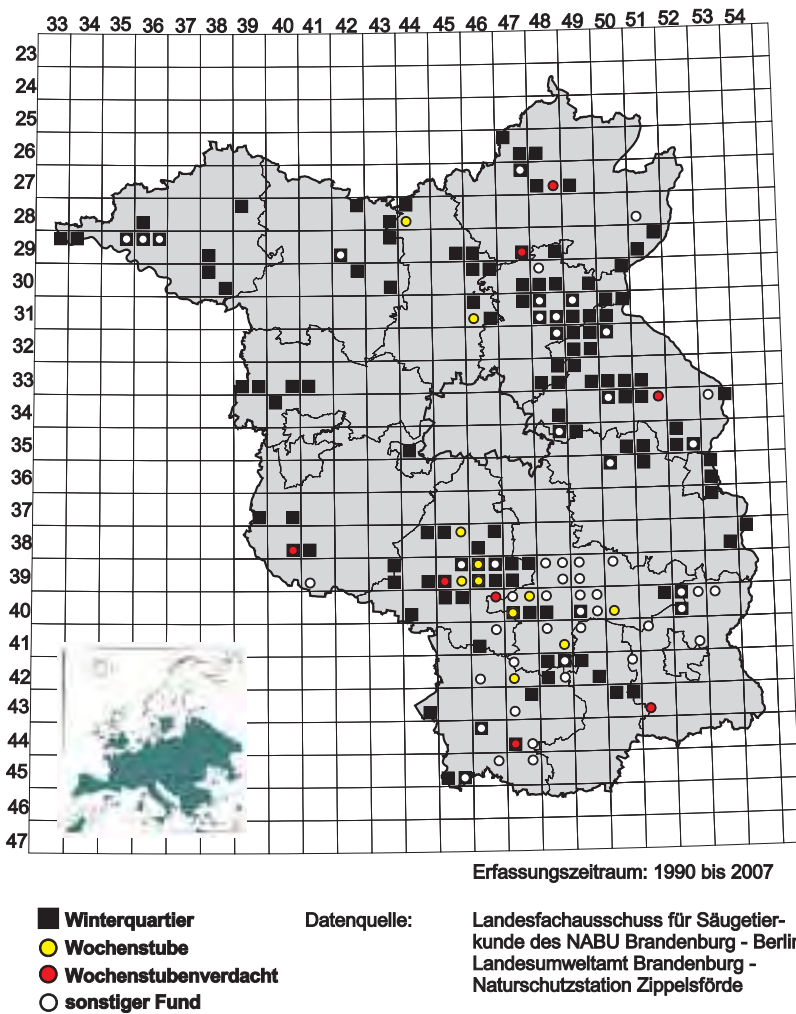 33 34 35 36 37 38 39 40 41 42 43 44 45 46 47 48 49 50 51 52 53 54
23
24
25
26
27
28
29
30
31
32
33
34
35
36
37
38
39
40
41
42
43
44
45
46
47
Erfassungszeitraum: 1990 bis 2007
Winterquartier
Wochenstube
Wochenstubenverdacht
sonstiger Fund
Datenquelle:
Landesfachausschuss für Säugetier-
kunde des NABU Brandenburg - Berlin
Landesumweltamt Brandenburg -
Naturschutzstation Zippelsförde